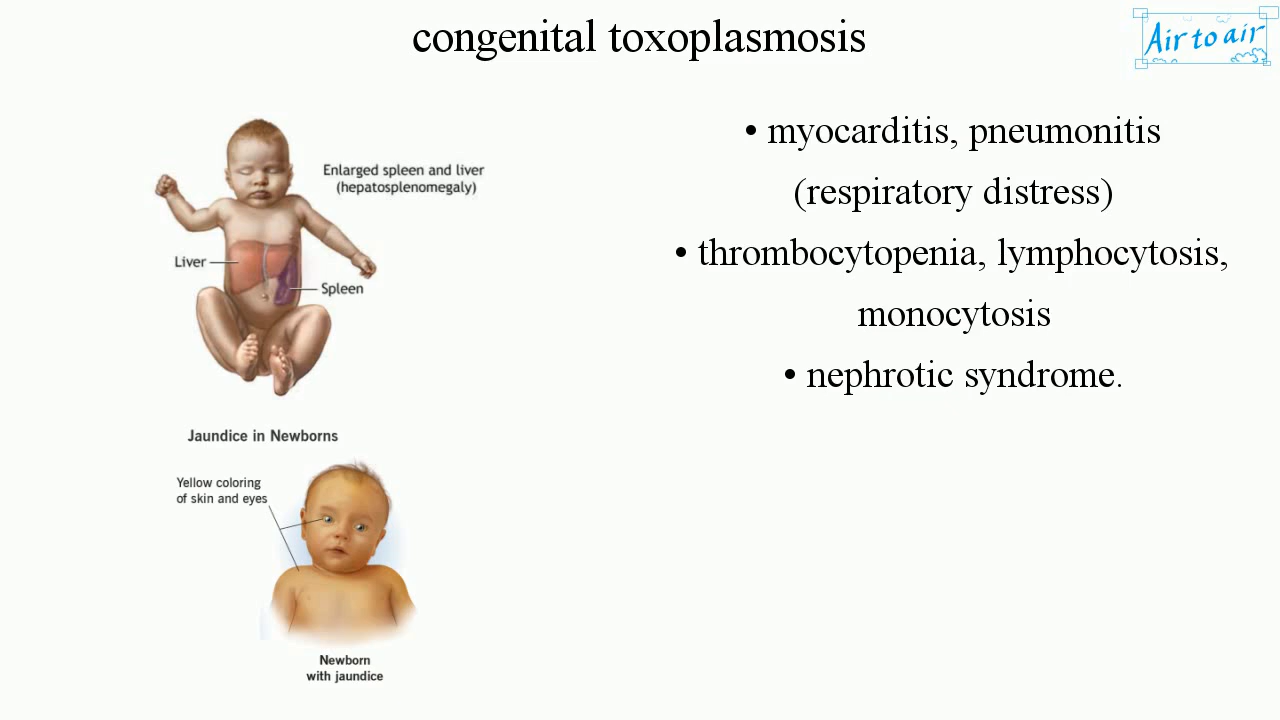 congenital toxoplasmosis
Air to air
Enlarged spleen and liver
(hepatosplenomegaly)
Liver
Spleen
Jaundice in Newborns
Yellow coloring
of skin and eyes
Newborn
with jaundice
• myocarditis, pneumonitis
(respiratory distress)
• thrombocytopenia, lymphocytosis,
monocytosis
• nephrotic syndrome.